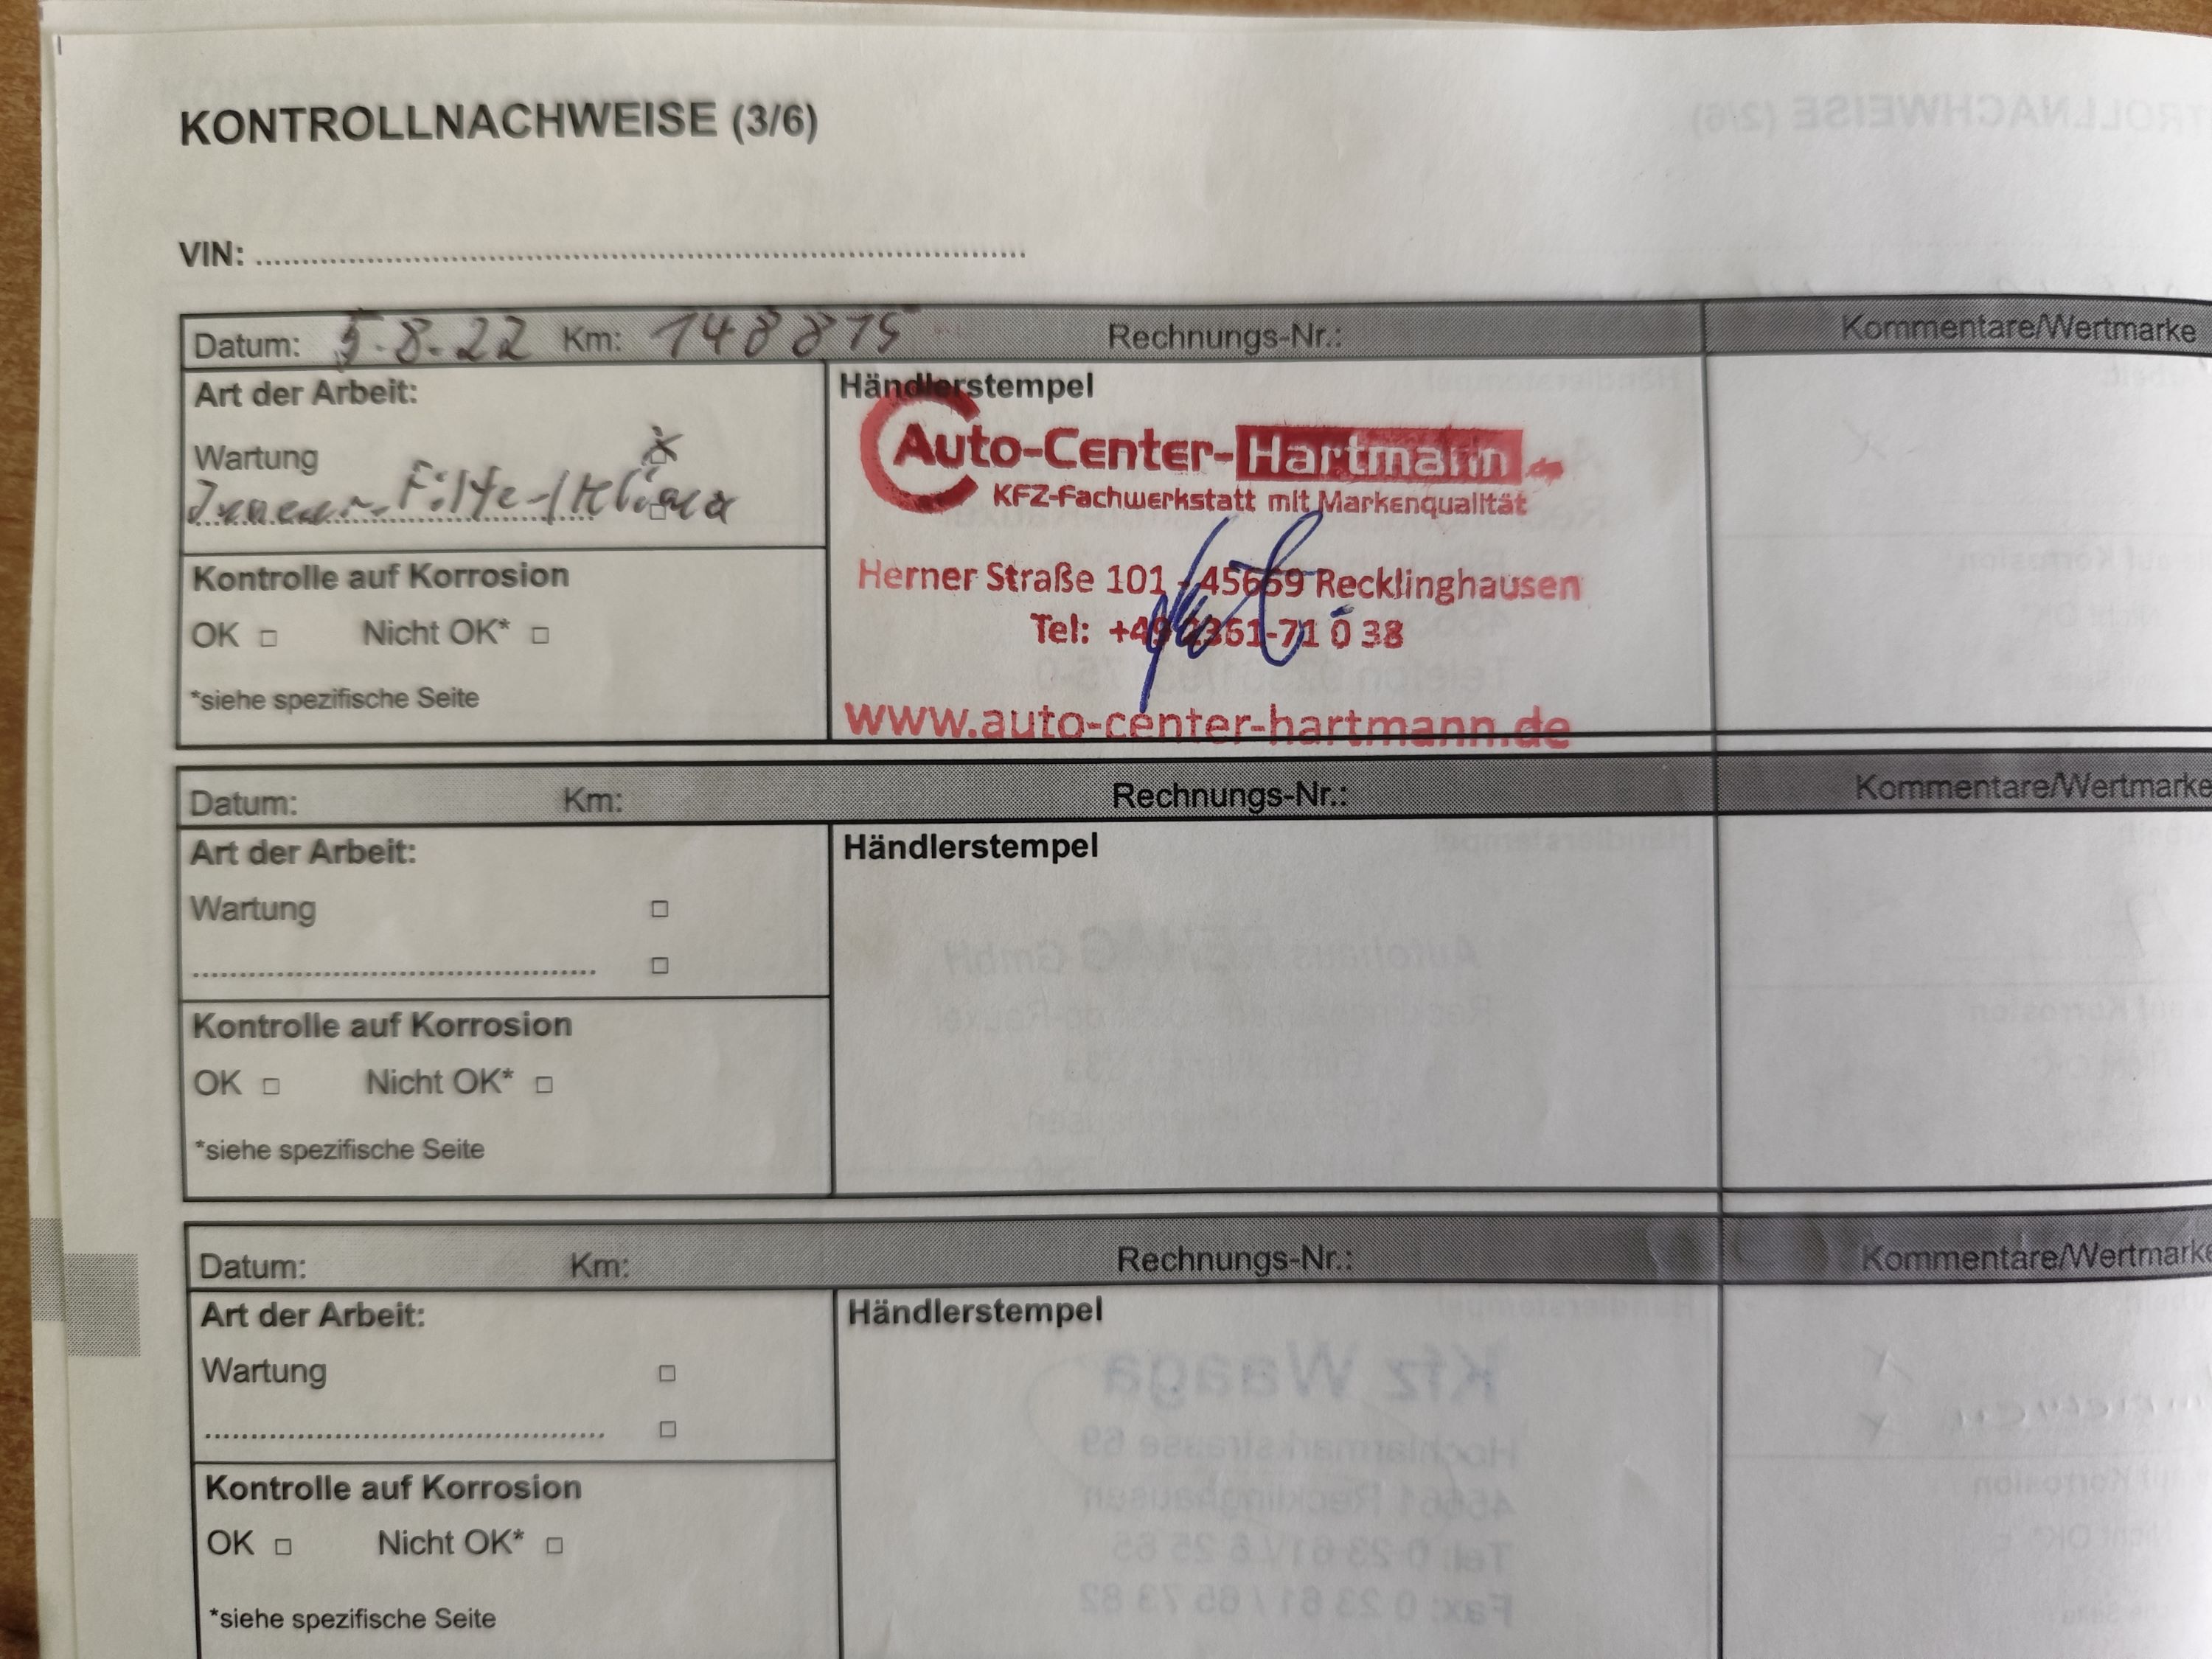 KONTROLLNACHWEISE (3/6)
VIN:
Datum: 5.8.22 Km: 148875 Rechnungs-Nr.: Kommentare/Wertmarke
Art der Arbeit:
Wartung
Innenr. Filter/Klima
Kontrolle auf Korrosion
OK □ Nicht OK* □
*siehe spezifische Seite
Händlerstempel
Auto-Center-Hartmann
KFZ-Fachwerkstatt mit Markenqualität
Herner Straße 101 - 45659 Recklinghausen
Tel: +49 2361-71 0 38
www.auto-center-hartmann.de
Datum: Km: Rechnungs-Nr.: Kommentare/Wertmarke
Art der Arbeit:
Wartung □
□
Kontrolle auf Korrosion
OK □ Nicht OK* □
*siehe spezifische Seite
Händlerstempel
Datum: Km: Rechnungs-Nr.: Kommentare/Wertmarke
Art der Arbeit:
Wartung □
□
Kontrolle auf Korrosion
OK □ Nicht OK* □
*siehe spezifische Seite
Händlerstempel